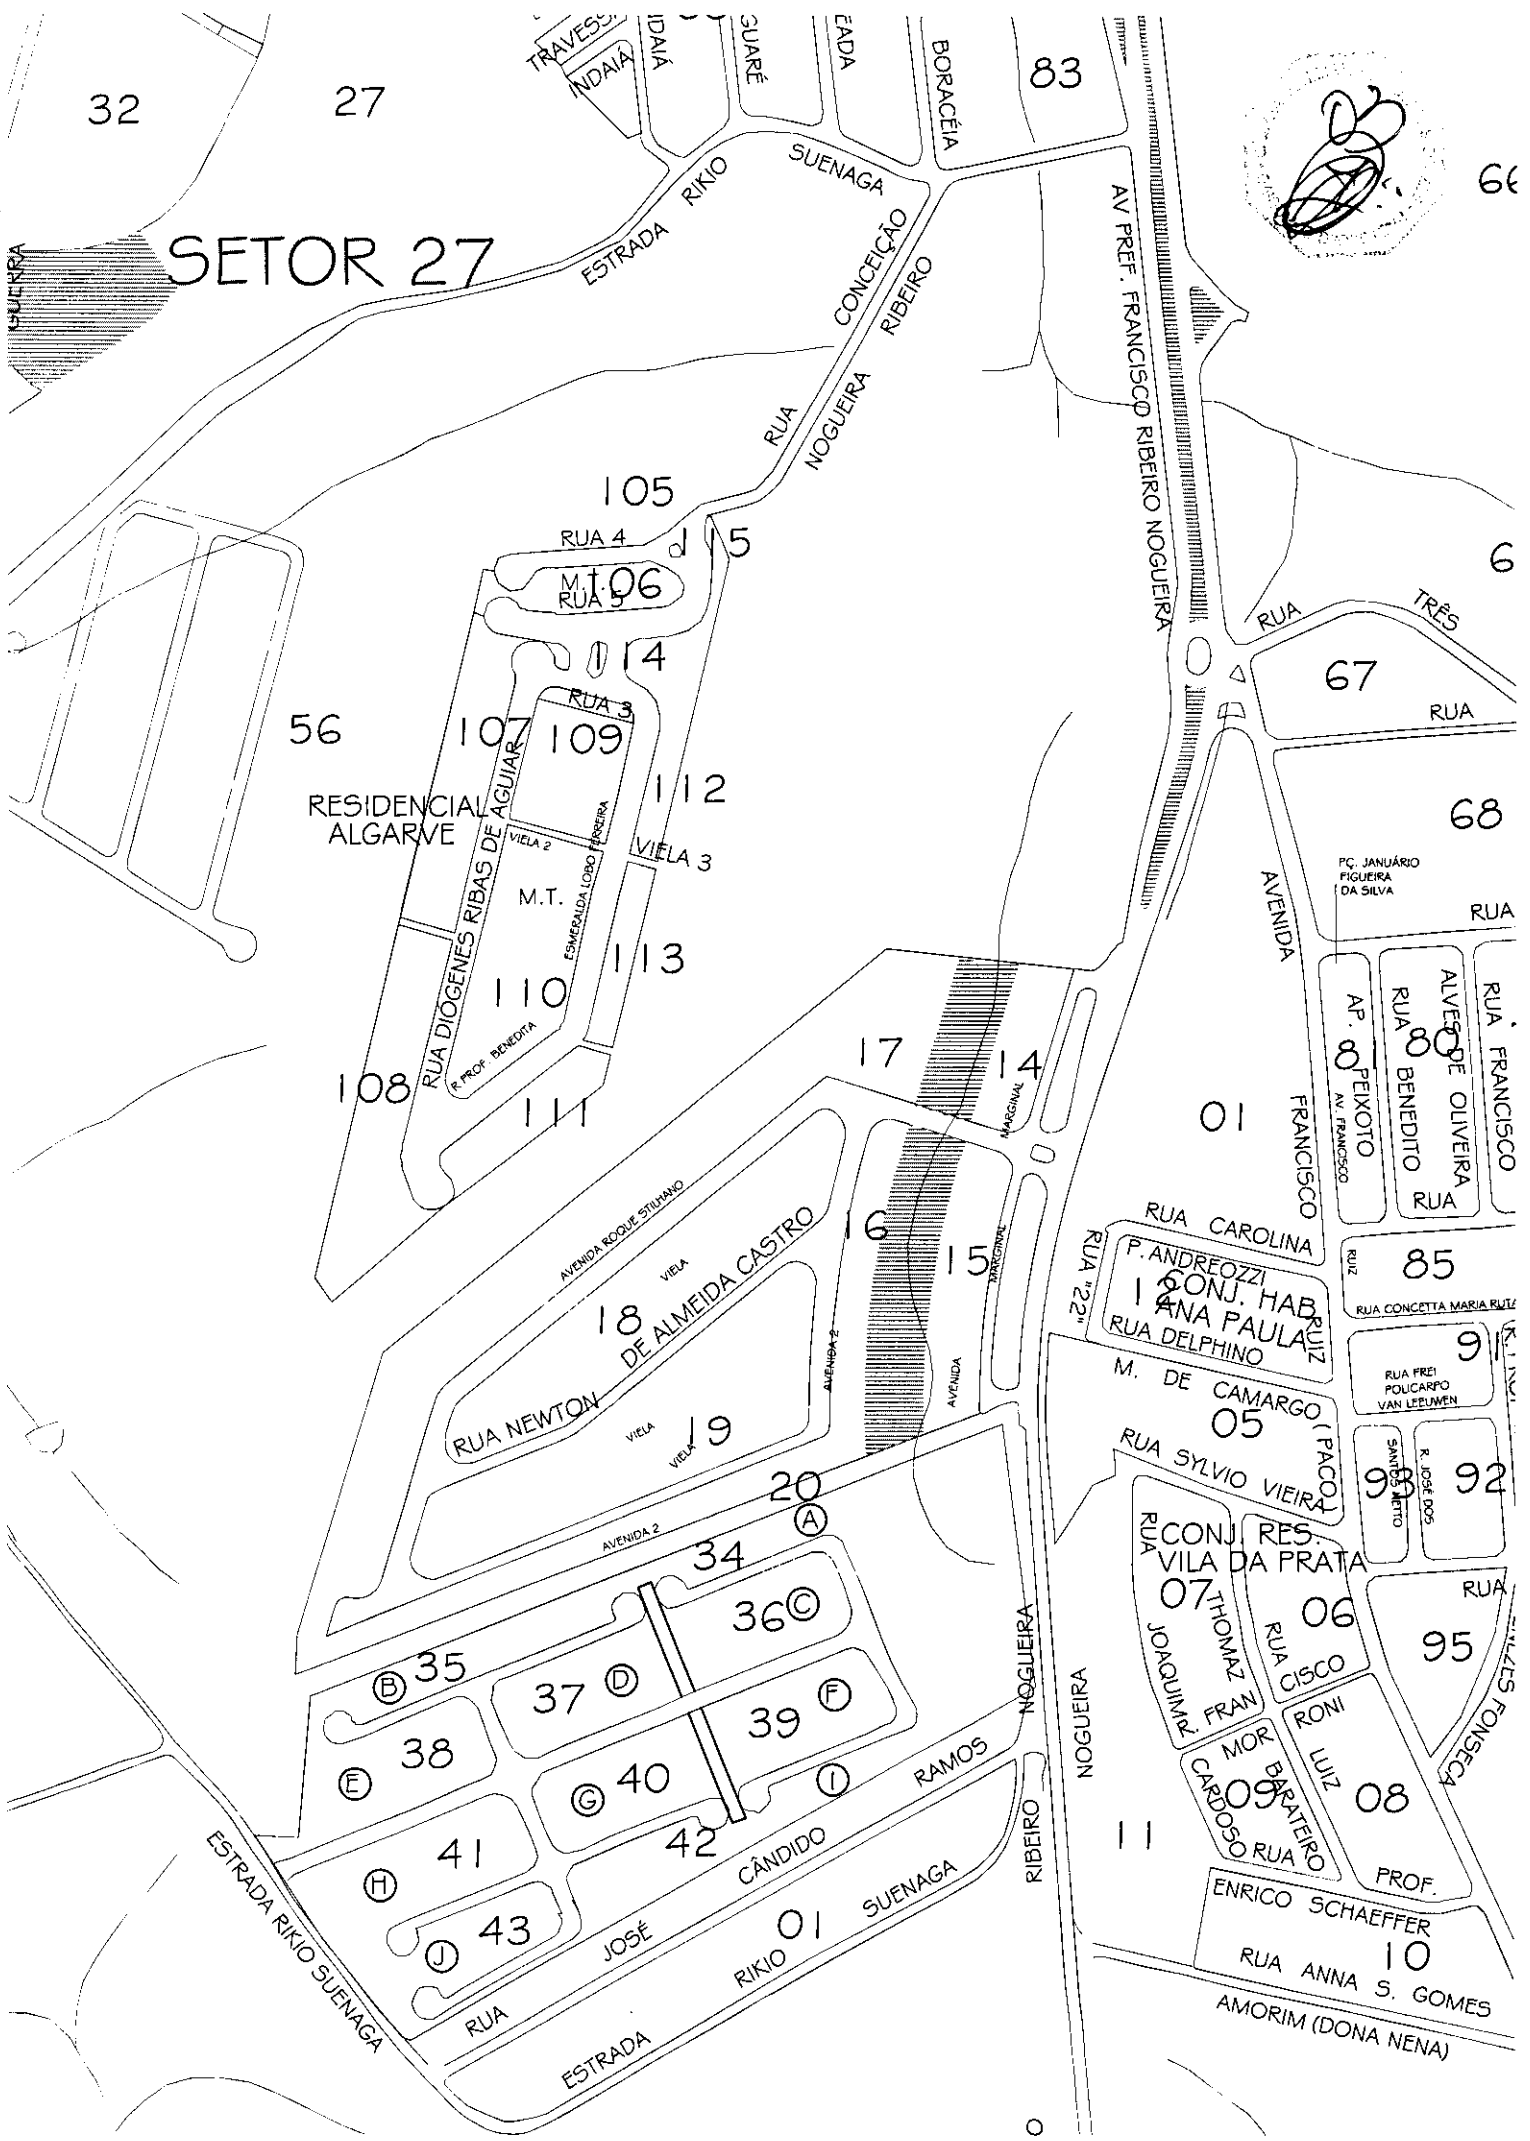 TRAVESS
INDAIÁ
NDAIÁ
GUARÉ
EADA
BORACÉIA
83
32
27
66
SETOR 27
GUERRA
ESTRADA RIKIO SUENAGA
RUA CONCEIÇÃO
NOGUEIRA RIBEIRO
AV PREF. FRANCISCO RIBEIRO NOGUEIRA
105
RUA 4
115
M.T.
106
RUA 5
114
RUA 3
56
107
109
112
RESIDENCIAL
ALGARVE
RUA DIOGENES RIBAS DE AGUIAR
VIELA 2
ESMERALDA LOBO FERREIRA
VIELA 3
M.T.
113
110
R PROF. BENEDITA
108
111
6
RUA TRÊS
67
RUA
68
PÇ. JANUÁRIO
FIGUEIRA
DA SILVA
RUA
AVENIDA FRANCISCO
AP. PEIXOTO
81
AV. FRANCISCO
RUA BENEDITO
80
ALVES DE OLIVEIRA
RUA FRANCISCO
RUA
17
14
MARGINAL
01
AVENIDA ROQUE STILHANO
VIELA
16
15
MARGINAL
AVENIDA
AVENIDA 2
18
RUA NEWTON DE ALMEIDA CASTRO
VIELA
VIELA
19
20
AVENIDA 2
RUA CAROLINA
RUA "22"
P. ANDREOZZI
12
CONJ. HAB.
ANA PAULA
RUA DELPHINO
RUIZ
RUIZ
85
RUA CONCETTA MARIA RUTA
91
RUA FREI
POLICARPO
VAN LEEUWEN
M. DE CAMARGO
(PACO)
05
RUA SYLVIO VIEIRA
SANTOS NETTO
R. JOSÉ DOS
92
CONJ. RES.
VILA DA PRATA
RUA
07
THOMAZ
JOAQUIM
FRAN
RUA
CISCO
06
RUA
95
FONSECA
A
34
36 C
B 35
37 D
39 F
38
E
G 40
I
41
42
H
43
J
RUA JOSÉ CÂNDIDO RAMOS
01
ESTRADA RIKIO SUENAGA
ESTRADA RIKIO SUENAGA
NOGUEIRA
RIBEIRO
NOGUEIRA
11
MOR BARATEIRO
09
CARDOSO
RUA
RONI
LUIZ
08
PROF.
ENRICO SCHAEFFER
10
RUA ANNA S. GOMES
AMORIM (DONA NENA)
O